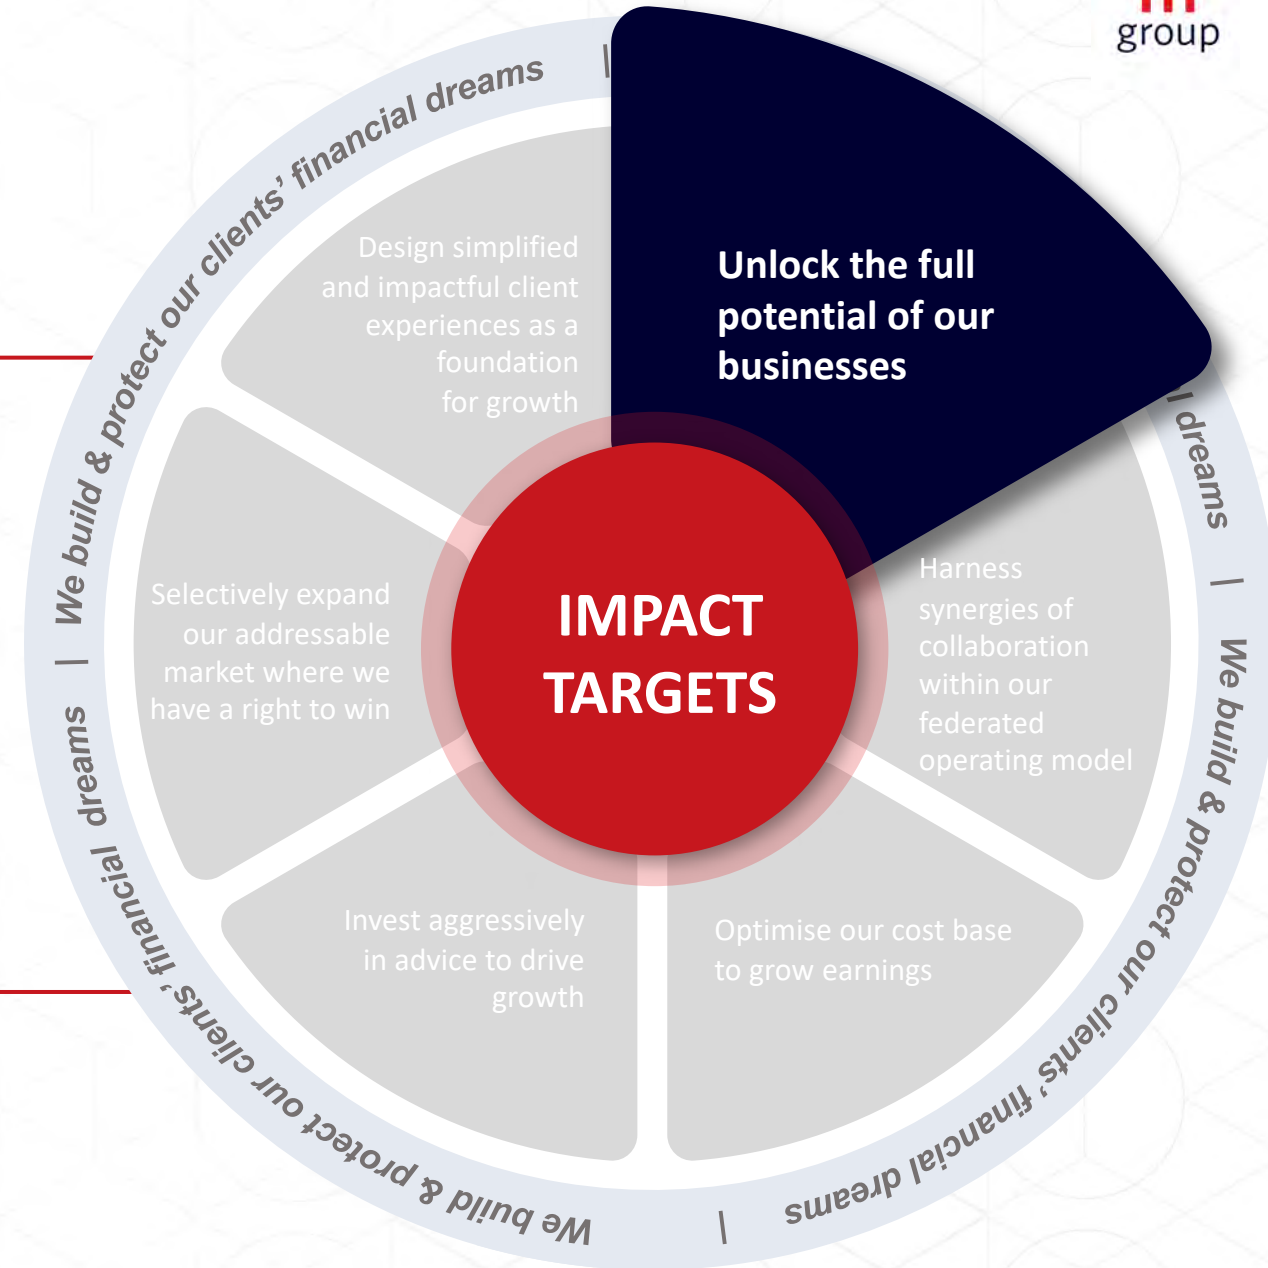 group
We build & protect our clients' financial dreams |
Unlock the full
potential of our
businesses
Design simplified
and impactful client
experiences as a
foundation
for growth
dreams |
Harness
synergies of
collaboration
within our
federated
operating model
IMPACT
TARGETS
Selectively expand
our addressable
market where we
have a right to win
Invest aggressively
in advice to drive
growth
Optimise our cost base
to grow earnings
We build & protect our clients' financial dreams |
We build & protect our clients' financial dreams |